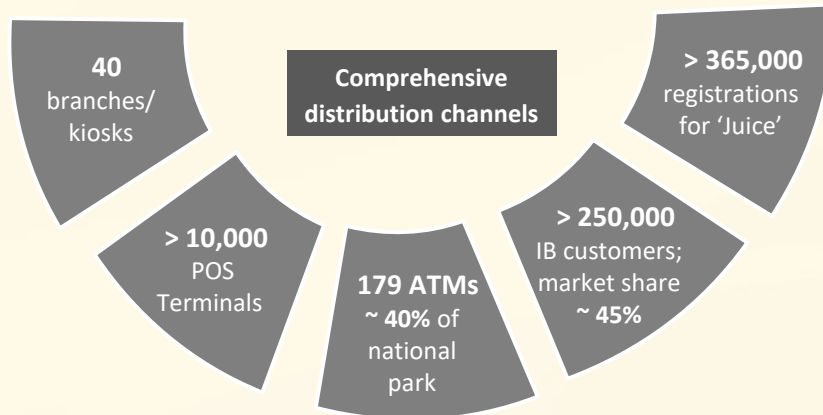 Comprehensive
distribution channels
40
branches/
kiosks
> 10,000
POS
Terminals
179 ATMs
~ 40% of
national
park
> 250,000
IB customers;
market share
~ 45%
> 365,000
registrations
for ‘Juice’